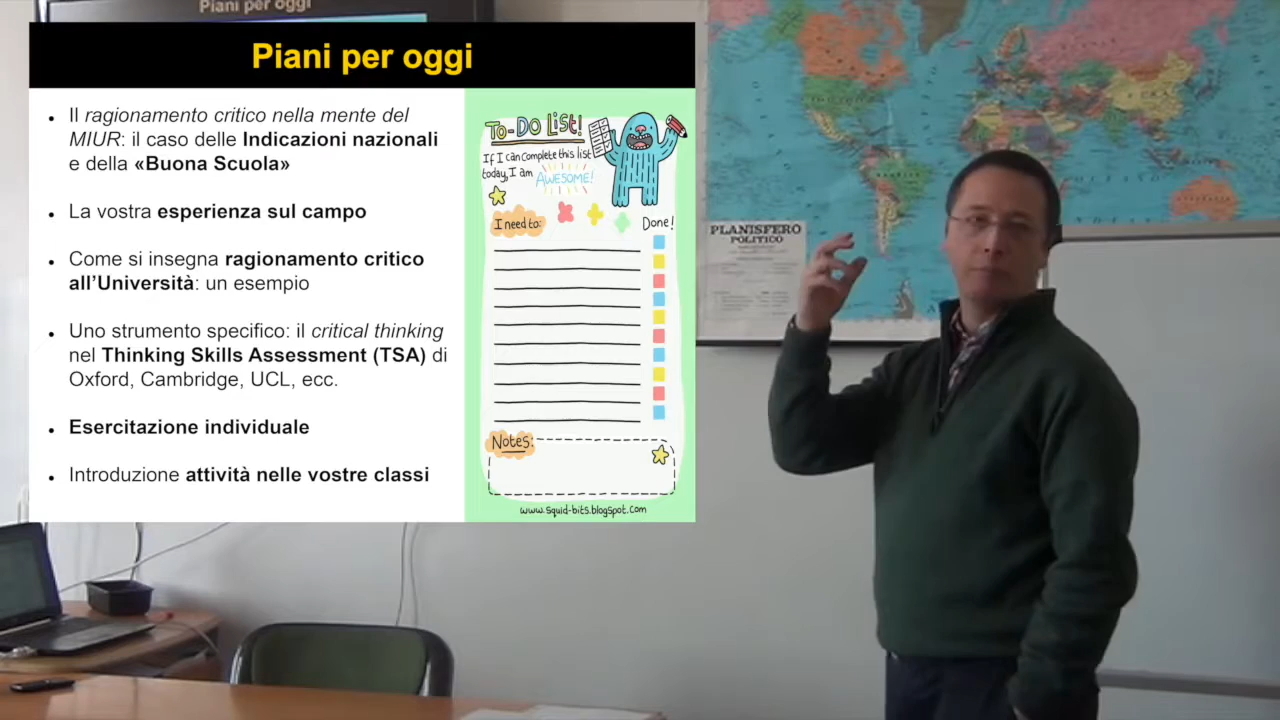 Piani per oggi
Piani per oggi
Il ragionamento critico nella mente del
MIUR: il caso delle Indicazioni nazionali
e della «Buona Scuola»
La vostra esperienza sul campo
Come si insegna ragionamento critico
all'Università: un esempio
Uno strumento specifico: il critical thinking
nel Thinking Skills Assessment (TSA) di
Oxford, Cambridge, UCL, ecc.
Esercitazione individuale
Introduzione attività nelle vostre classi
To-Do List!
If I can complete this list
today, I am AWESOME!
I need to:
Done!
Notes:
www.squid-bits.blogspot.com
PLANISFERO
POLITICO